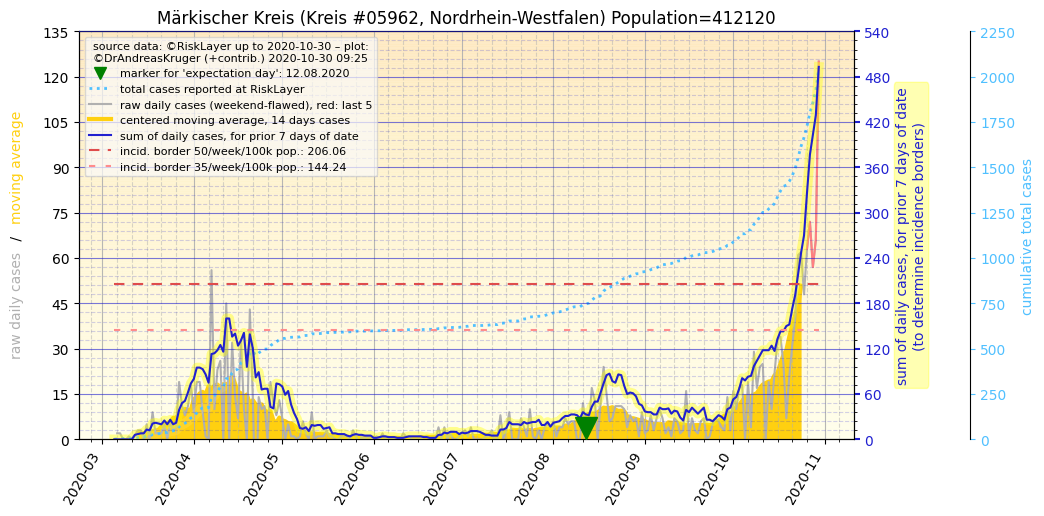 Märkischer Kreis (Kreis #05962, Nordrhein-Westfalen) Population=412120
source data: ©RiskLayer up to 2020-10-30 – plot:
©DrAndreasKruger (+contrib.) 2020-10-30 09:25
marker for 'expectation day': 12.08.2020
total cases reported at RiskLayer
raw daily cases (weekend-flawed), red: last 5
centered moving average, 14 days cases
sum of daily cases, for prior 7 days of date
incid. border 50/week/100k pop.: 206.06
incid. border 35/week/100k pop.: 144.24
raw daily cases / moving average
135
120
105
90
75
60
45
30
15
0
540
480
420
360
300
240
180
120
60
0
sum of daily cases, for prior 7 days of date
(to determine incidence borders)
2250
2000
1750
1500
1250
1000
750
500
250
0
cumulative total cases
2020-03
2020-04
2020-05
2020-06
2020-07
2020-08
2020-09
2020-10
2020-11